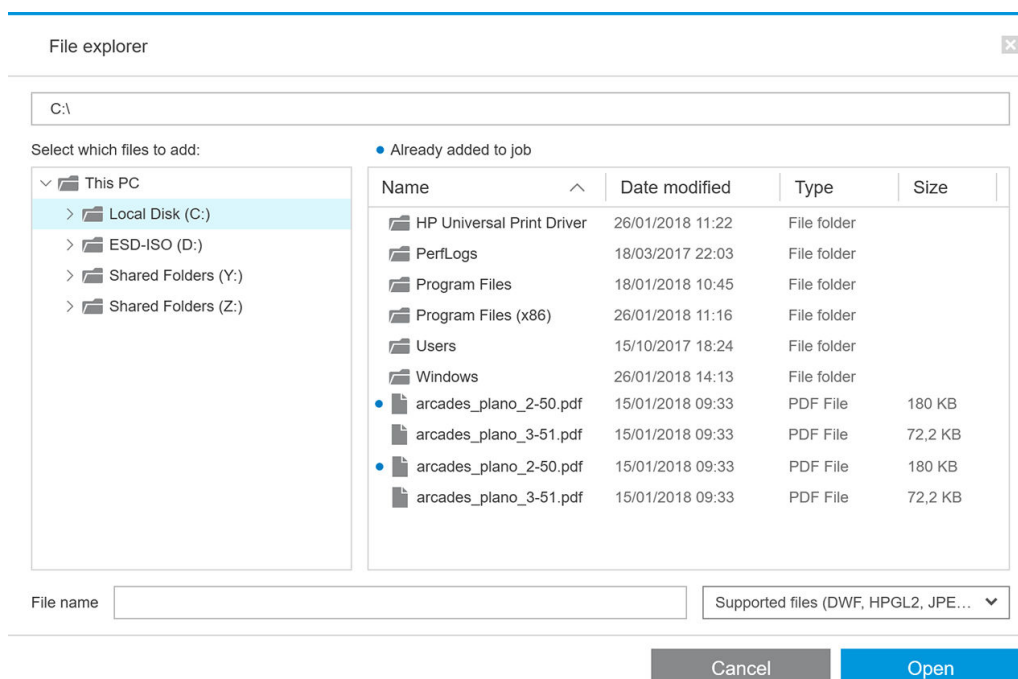 File explorer
C:\
Select which files to add:
This PC
Local Disk (C:)
ESD-ISO (D:)
Shared Folders (Y:)
Shared Folders (Z:)
Already added to job
Name Date modified Type Size
HP Universal Print Driver 26/01/2018 11:22 File folder
PerfLogs 18/03/2017 22:03 File folder
Program Files 18/01/2018 10:45 File folder
Program Files (x86) 26/01/2018 11:16 File folder
Users 15/10/2017 18:24 File folder
Windows 26/01/2018 14:13 File folder
arcades_plano_2-50.pdf 15/01/2018 09:33 PDF File 180 KB
arcades_plano_3-51.pdf 15/01/2018 09:33 PDF File 72,2 KB
arcades_plano_2-50.pdf 15/01/2018 09:33 PDF File 180 KB
arcades_plano_3-51.pdf 15/01/2018 09:33 PDF File 72,2 KB
File name
Supported files (DWF, HPGL2, JPE...
Cancel Open